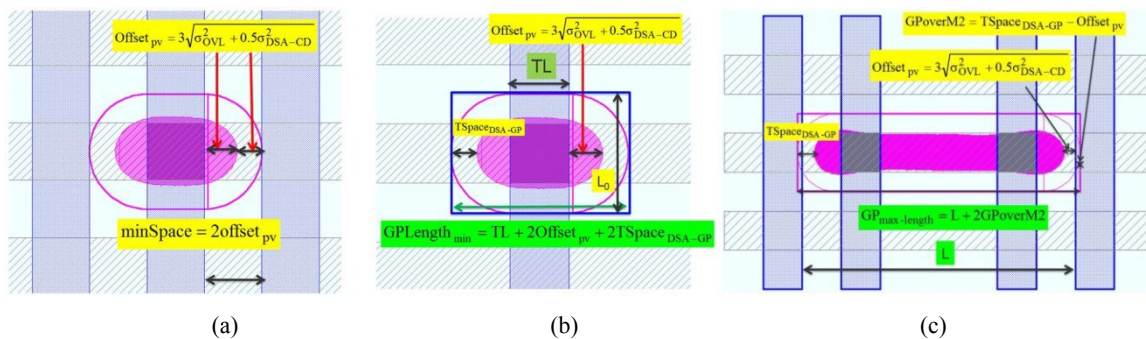 Offset_pv = 3√(σ²_OVL + 0.5σ²_DSA−CD)
minSpace = 2offset_pv
(a)
Offset_pv = 3√(σ²_OVL + 0.5σ²_DSA−CD)
TL
TSpace_DSA-GP
L₀
GPLength_min = TL + 2Offset_pv + 2TSpace_DSA−GP
(b)
GPoverM2 = TSpace_DSA-GP − Offset_pv
Offset_pv = 3√(σ²_OVL + 0.5σ²_DSA−CD)
TSpace_DSA-GP
GP_max-length = L + 2GPoverM2
L
(c)